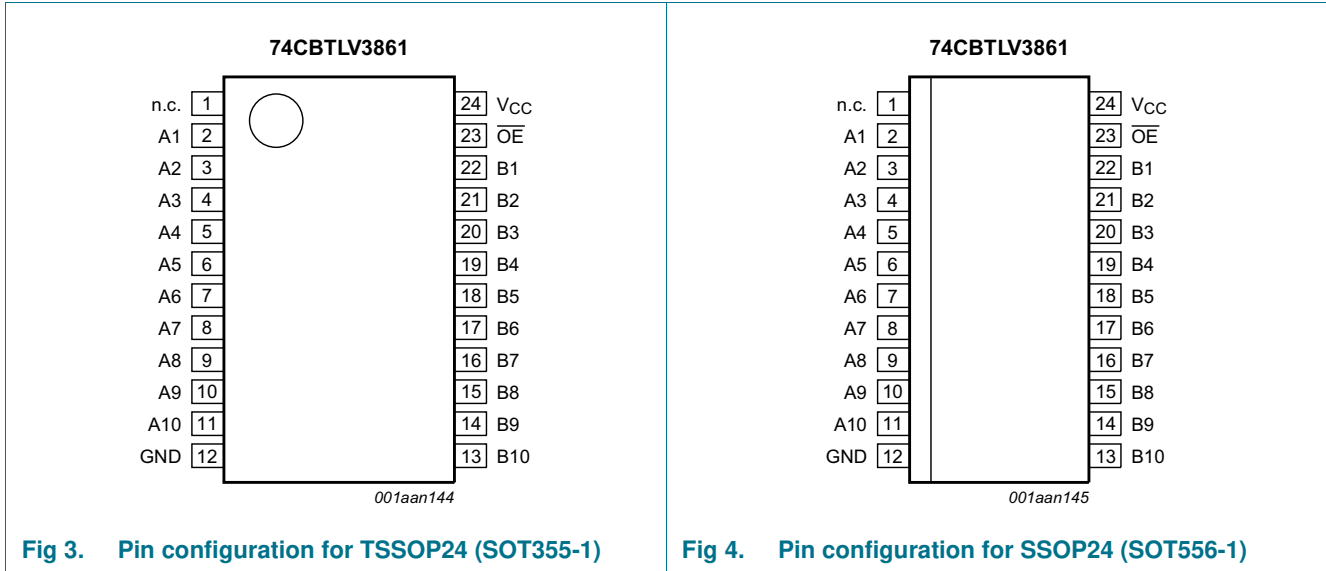 74CBTLV3861
n.c. 1 24 VCC
A1 2 23 OE
A2 3 22 B1
A3 4 21 B2
A4 5 20 B3
A5 6 19 B4
A6 7 18 B5
A7 8 17 B6
A8 9 16 B7
A9 10 15 B8
A10 11 14 B9
GND 12 13 B10
001aan144
Fig 3. Pin configuration for TSSOP24 (SOT355-1)
74CBTLV3861
n.c. 1 24 VCC
A1 2 23 OE
A2 3 22 B1
A3 4 21 B2
A4 5 20 B3
A5 6 19 B4
A6 7 18 B5
A7 8 17 B6
A8 9 16 B7
A9 10 15 B8
A10 11 14 B9
GND 12 13 B10
001aan145
Fig 4. Pin configuration for SSOP24 (SOT556-1)